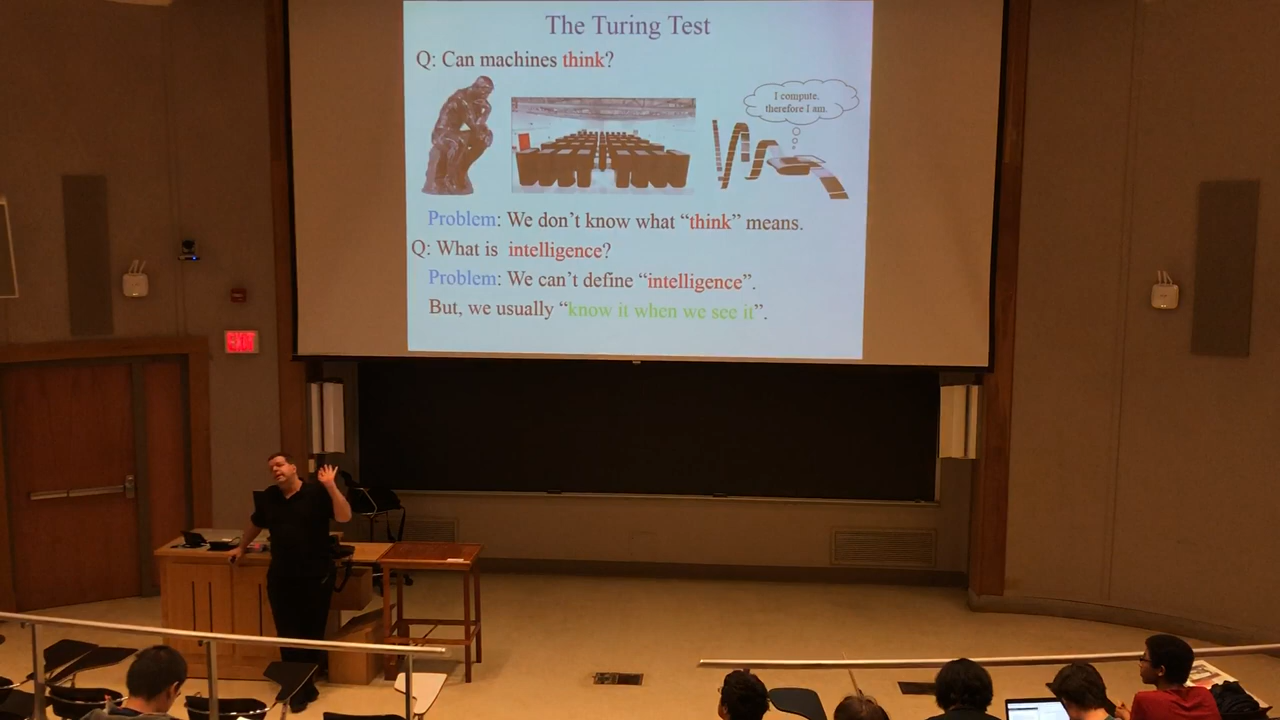 The Turing Test
Q: Can machines think?
I compute,
therefore I am.
Problem: We don't know what “think” means.
Q: What is intelligence?
Problem: We can't define “intelligence”.
But, we usually “know it when we see it”.
EXIT